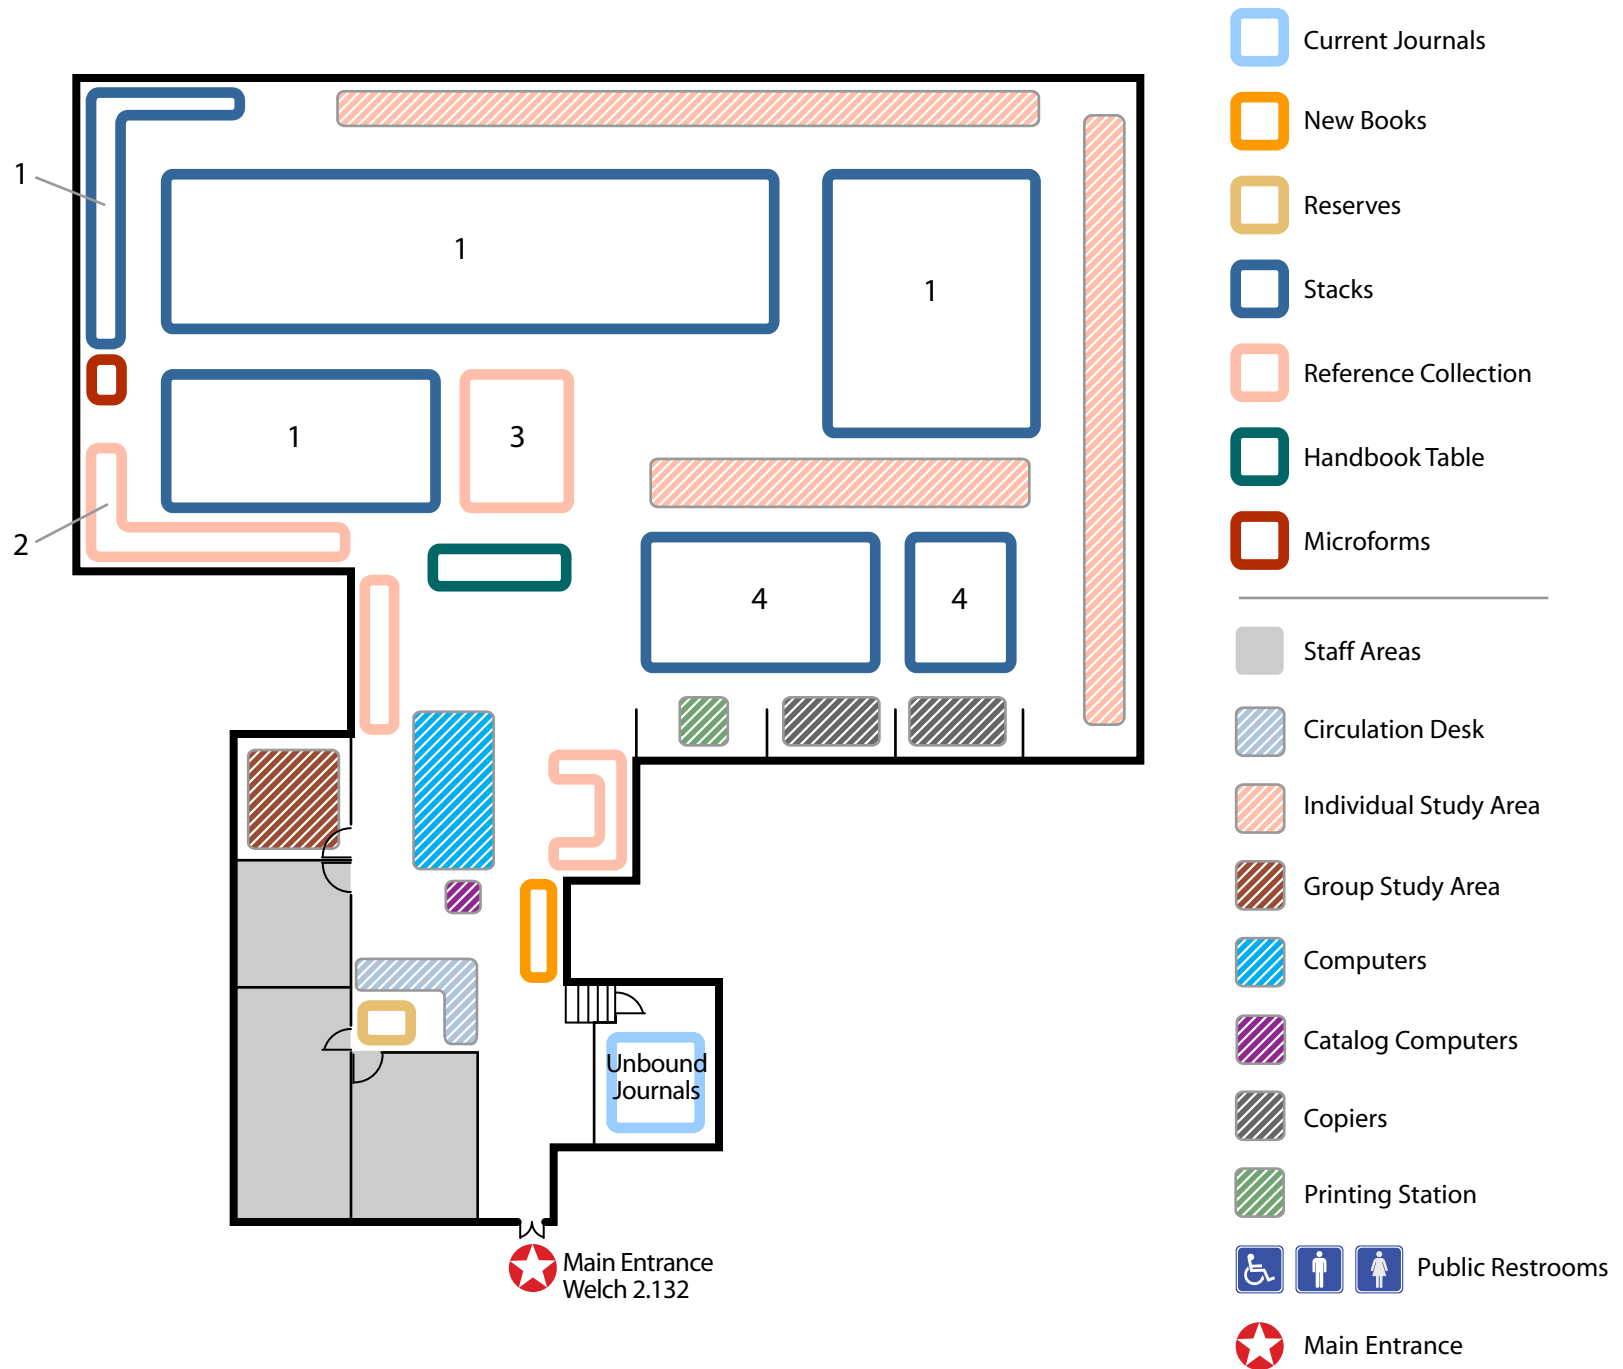 1
1
1
1
3
2
4
4
Unbound
Journals
Main Entrance
Welch 2.132
Current Journals
New Books
Reserves
Stacks
Reference Collection
Handbook Table
Microforms
Staff Areas
Circulation Desk
Individual Study Area
Group Study Area
Computers
Catalog Computers
Copiers
Printing Station
Public Restrooms
Main Entrance